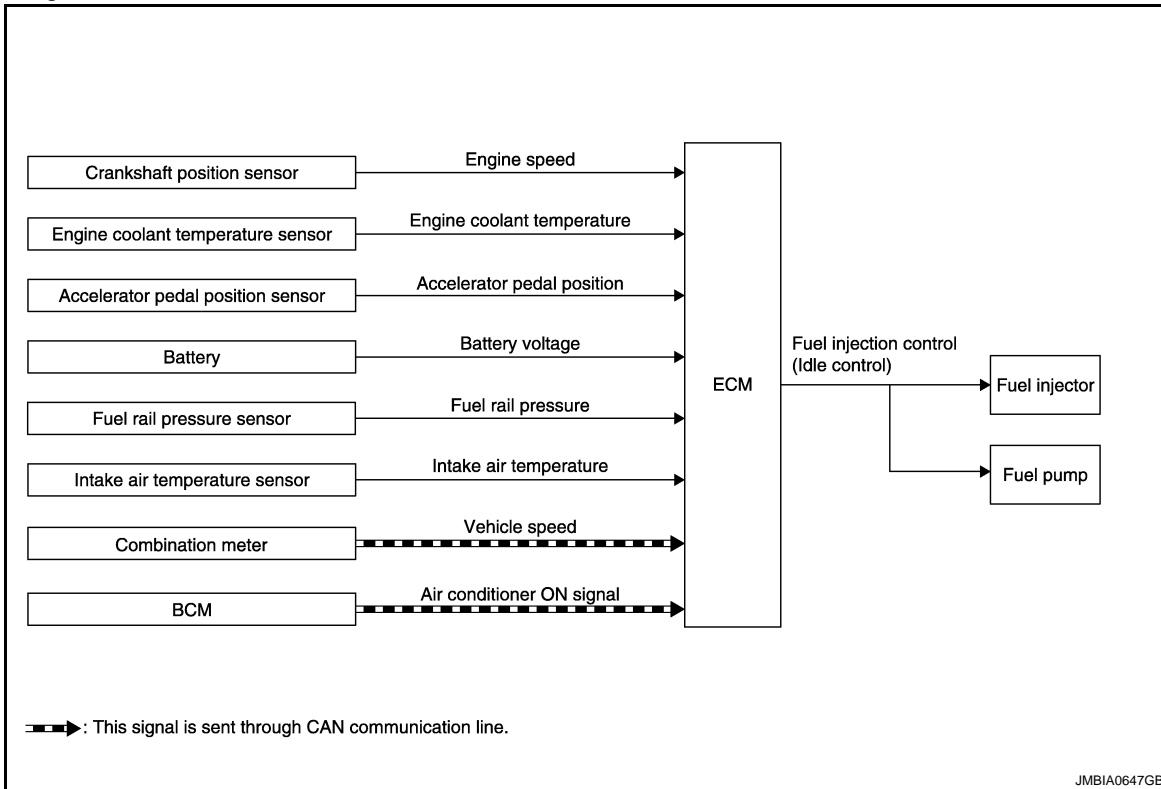 Crankshaft position sensor
Engine speed
Engine coolant temperature sensor
Engine coolant temperature
Accelerator pedal position sensor
Accelerator pedal position
Battery
Battery voltage
Fuel rail pressure sensor
Fuel rail pressure
Intake air temperature sensor
Intake air temperature
Combination meter
Vehicle speed
BCM
Air conditioner ON signal
ECM
Fuel injection control
(Idle control)
Fuel injector
Fuel pump
: This signal is sent through CAN communication line.
JMBIA0647GB